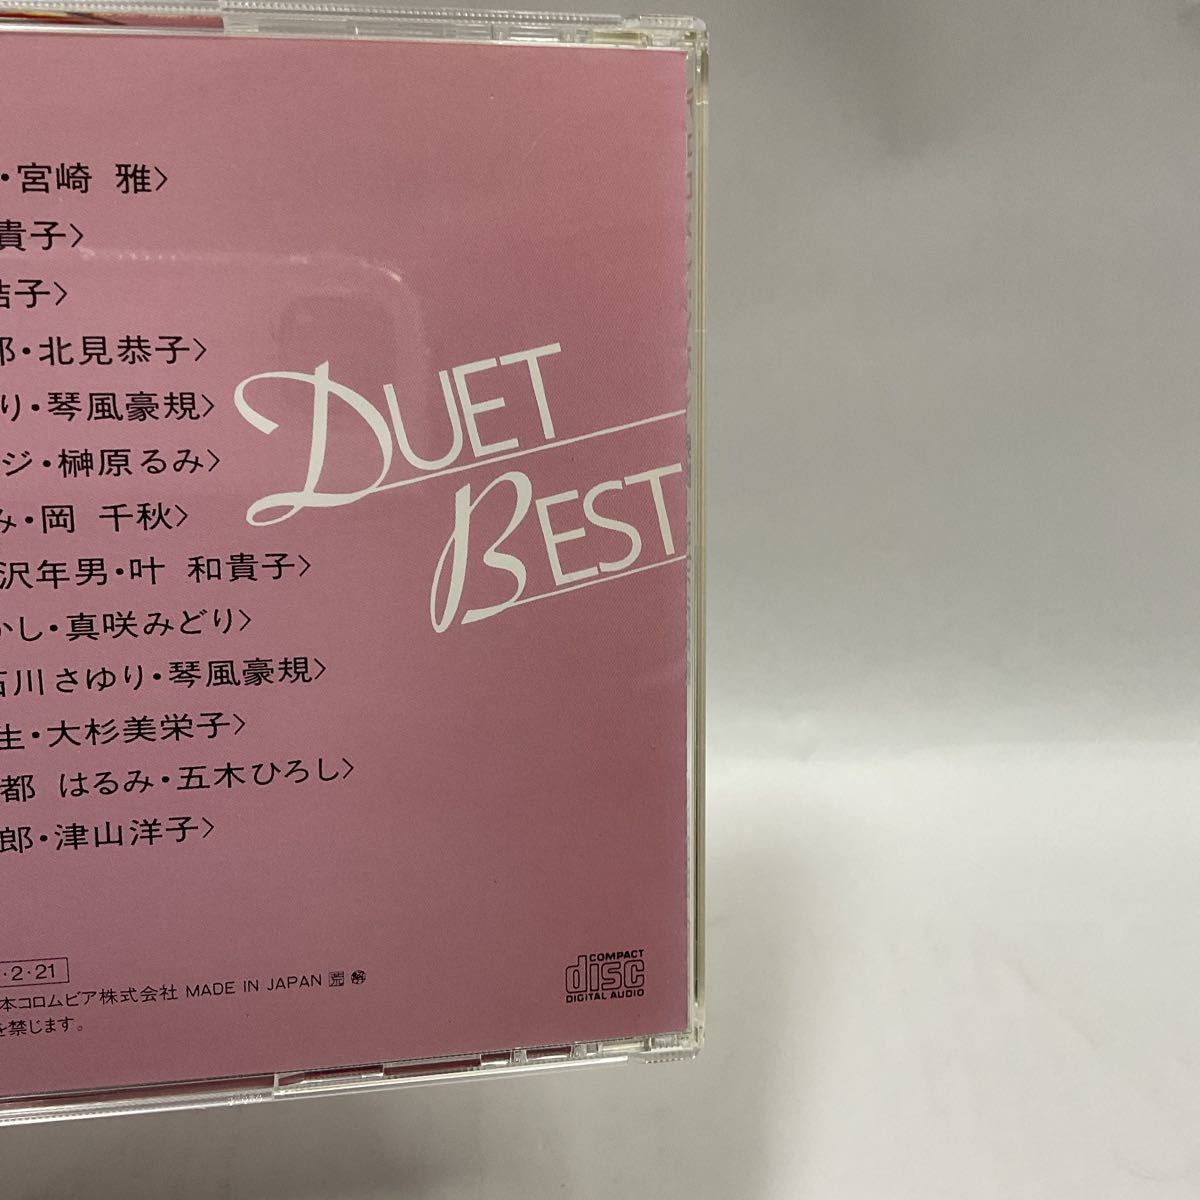 ・宮崎 雅〉
貴子〉
結子〉
郎・北見恭子〉
り・琴風豪規〉
ジ・榊原るみ〉
み・岡 千秋〉
沢年男・叶 和貴子〉
かし・真咲みどり〉
石川さゆり・琴風豪規〉
生・大杉美栄子〉
都 はるみ・五木ひろし〉
郎・津山洋子〉
DUET
BEST
・2・21
本コロムビア株式会社 MADE IN JAPAN
を禁じます。
COMPACT
disc
DIGITAL AUDIO